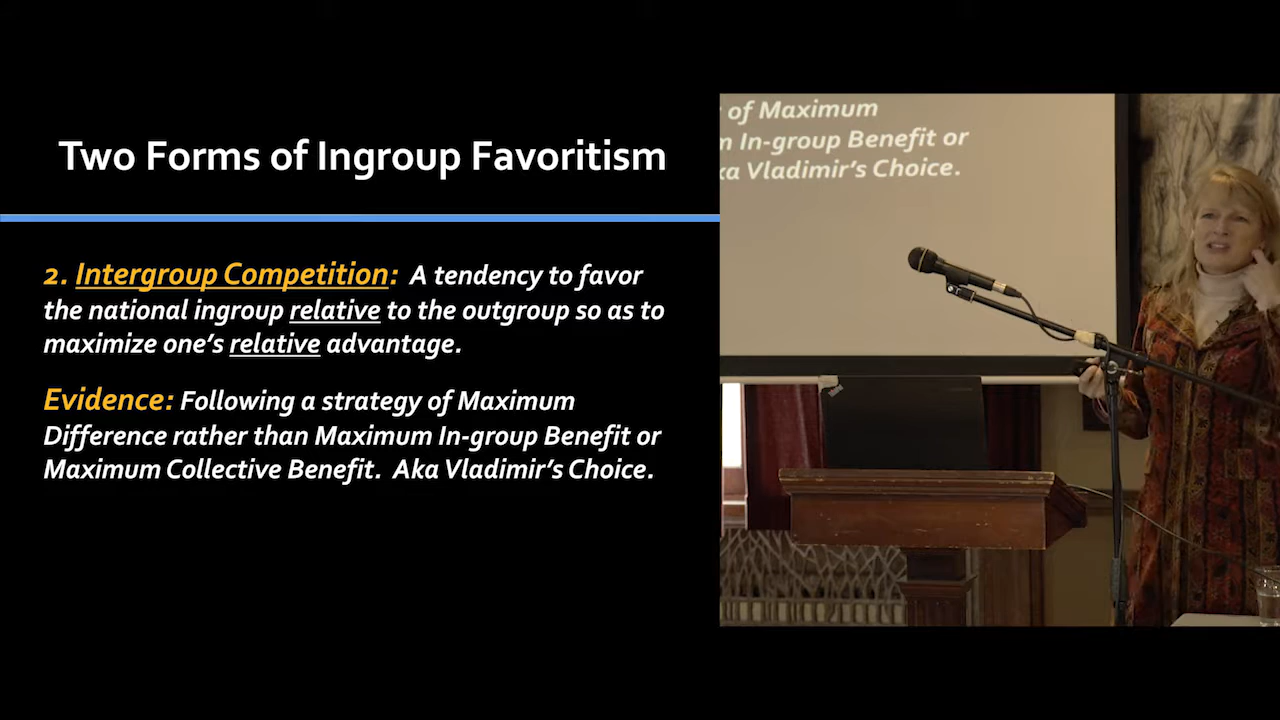 Two Forms of Ingroup Favoritism
2. Intergroup Competition: A tendency to favor
the national ingroup relative to the outgroup so as to
maximize one's relative advantage.
Evidence: Following a strategy of Maximum
Difference rather than Maximum In-group Benefit or
Maximum Collective Benefit. Aka Vladimir's Choice.
of Maximum
In-group Benefit or
Vladimir's Choice.